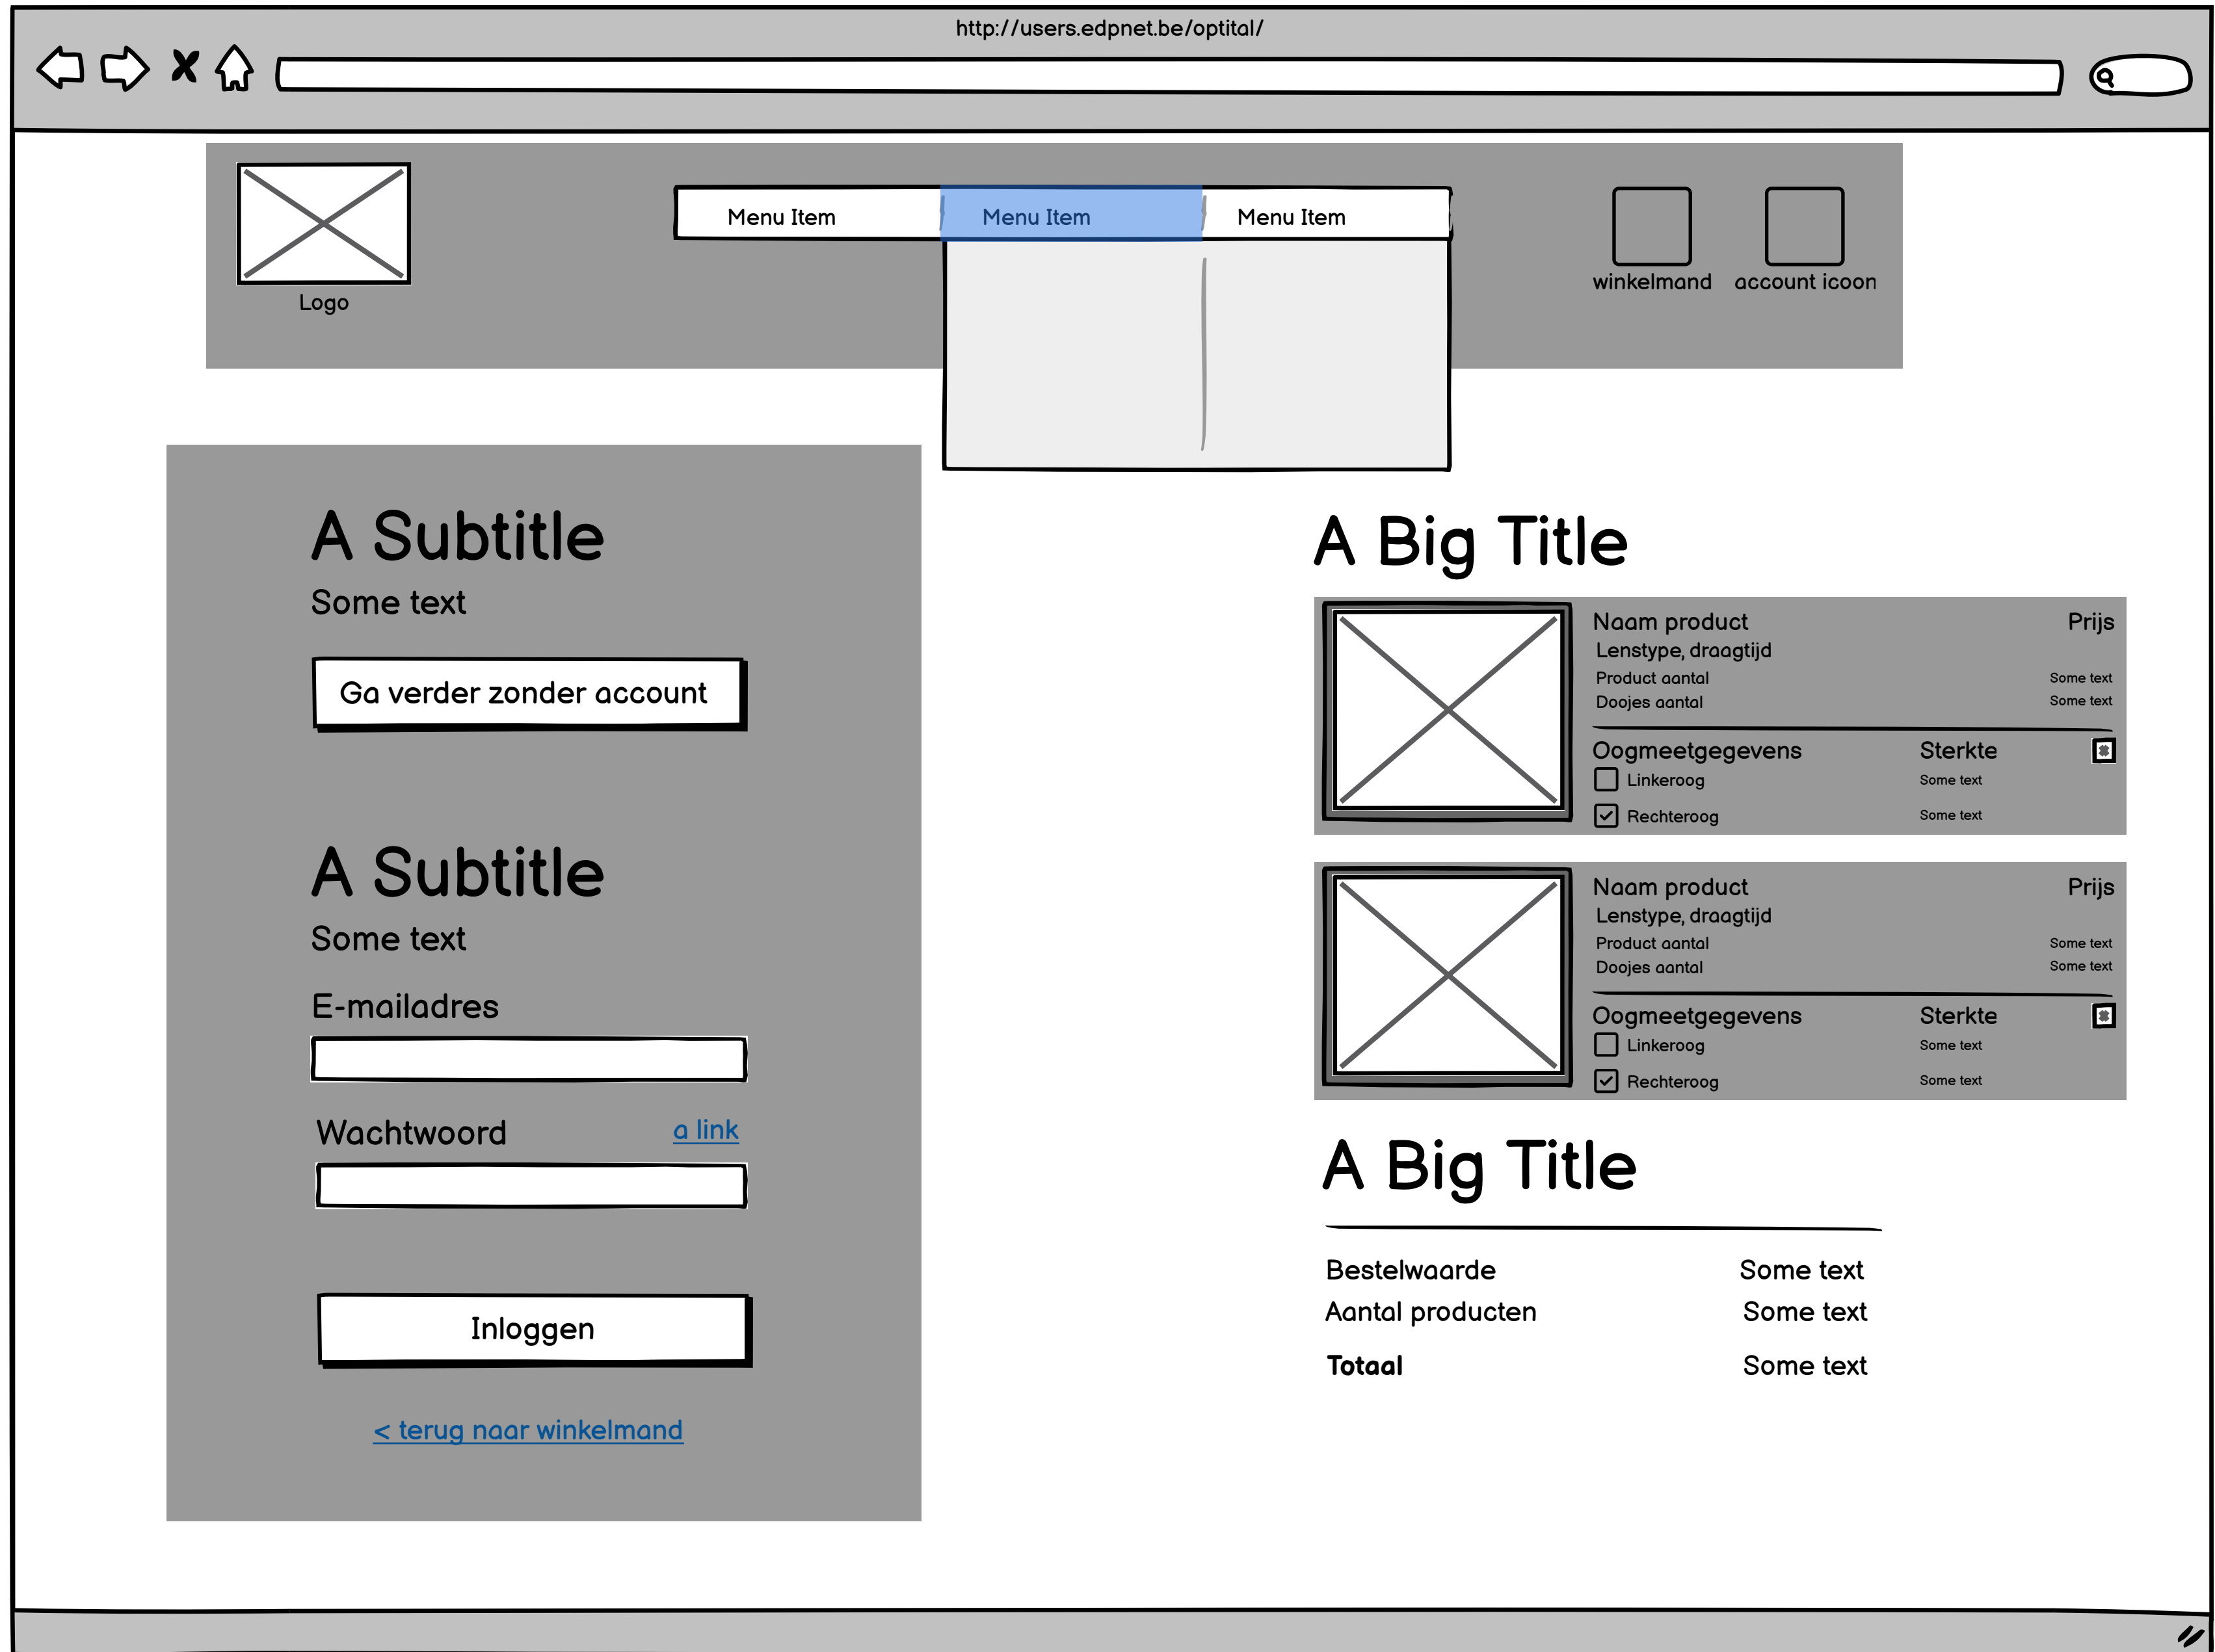 http://users.edpnet.be/optital/
Menu Item
Menu Item
Menu Item
Logo
winkelmand
account icoon
A Subtitle
Some text
Ga verder zonder account
A Subtitle
Some text
E-mailadres
Wachtwoord
a link
Inloggen
< terug naar winkelmand
A Big Title
Naam product
Prijs
Lenstype, draagtijd
Product aantal
Some text
Doojes aantal
Some text
Oogmeetgegevens
Sterkte
Linkeroog
Some text
Rechteroog
Some text
Naam product
Prijs
Lenstype, draagtijd
Product aantal
Some text
Doojes aantal
Some text
Oogmeetgegevens
Sterkte
Linkeroog
Some text
Rechteroog
Some text
A Big Title
Bestelwaarde
Some text
Aantal producten
Some text
Totaal
Some text